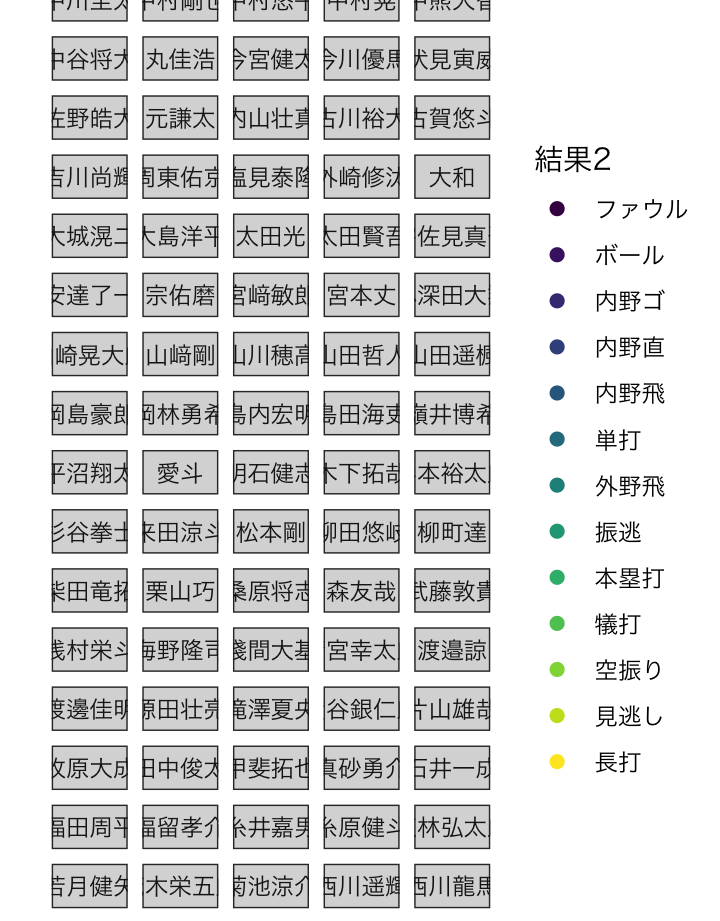 中谷将大 丸佳浩 今宮健太 今川優馬 伏見寅威
佐野皓大 元謙太 内山壮真 古川裕大 古賀悠斗
吉川尚輝 周東佑京 塩見泰隆 外崎修汰 大和
大城滉二 大島洋平 太田光 太田賢吾 佐見真
安達了一 宗佑磨 宮﨑敏郎 宮本丈 深田大
崎晃大 山﨑剛 山川穂高 山田哲人 山田遥楓
岡島豪郎 岡林勇希 島内宏明 島田海吏 嶺井博希
平沼翔太 愛斗 明石健志 木下拓哉 本裕太
杉谷拳士 来田涼斗 松本剛 柳田悠岐 柳町達
柴田竜拓 栗山巧 桑原将志 森友哉 武藤敦貴
浅村栄斗 海野隆司 淺間大基 宮幸太 渡邉諒
渡邊佳明 源田壮亮 滝澤夏央 谷銀仁 片山雄哉
牧原大成 田中俊太 甲斐拓也 真砂勇介 石井一成
福田周平 福留孝介 糸井嘉男 糸原健斗 林弘太
若月健矢 木栄五 菊池涼介 西川遥輝 西川龍馬
結果2
ファウル
ボール
内野ゴ
内野直
内野飛
単打
外野飛
振逃
本塁打
犠打
空振り
見逃し
長打